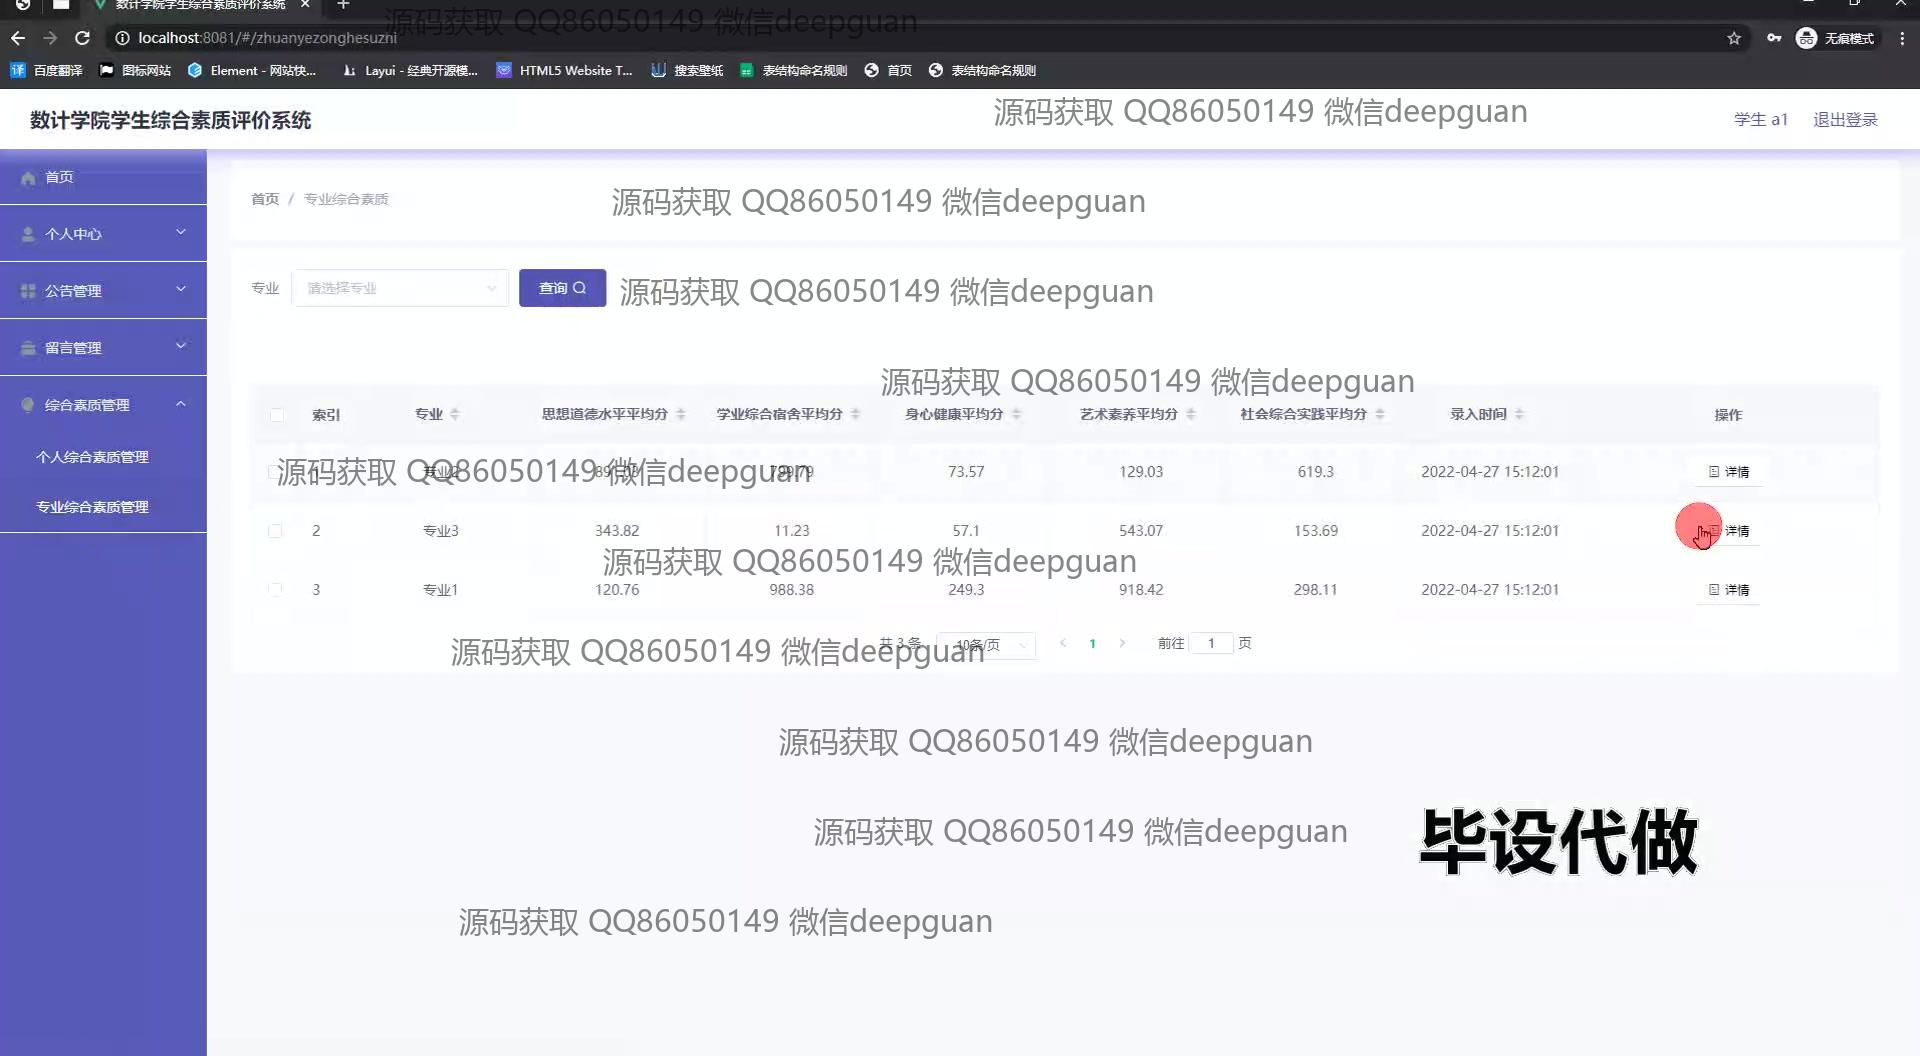 数计学院学生综合素质评价系统
源码获取 QQ86050149 微信deepguan
localhost:8081/#/zhuanyezonghesuzhi
无痕模式
百度翻译 图标网站 Element - 网站快... Layui - 经典开源模... HTML5 Website T... 搜索壁纸 表结构命名规则 首页 表结构命名规则
数计学院学生综合素质评价系统
源码获取 QQ86050149 微信deepguan
学生 a1 退出登录
首页
个人中心
公告管理
留言管理
综合素质管理
个人综合素质管理
专业综合素质管理
首页 / 专业综合素质
源码获取 QQ86050149 微信deepguan
专业 请选择专业 查询
源码获取 QQ86050149 微信deepguan
源码获取 QQ86050149 微信deepguan
索引 专业 思想道德水平平均分 学业综合宿舍平均分 身心健康平均分 艺术素养平均分 社会综合实践平均分 录入时间 操作
源码获取 QQ86050149 微信deepguan
73.57 129.03 619.3 2022-04-27 15:12:01 详情
2 专业3 343.82 11.23 57.1 543.07 153.69 2022-04-27 15:12:01 详情
源码获取 QQ86050149 微信deepguan
3 专业1 120.76 988.38 249.3 918.42 298.11 2022-04-27 15:12:01 详情
源码获取 QQ86050149 微信deepguan
共 3 条 10条/页 1 前往 1 页
源码获取 QQ86050149 微信deepguan
源码获取 QQ86050149 微信deepguan
毕设代做
源码获取 QQ86050149 微信deepguan